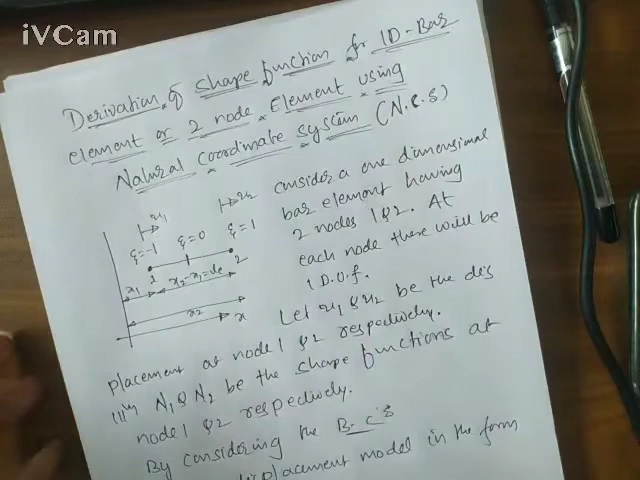 iVCam
Derivation of shape function for 1D-Bar
element or 2 node Element using
Natural coordinate system (N.C.S)
u₁
u₂
ξ=-1
ξ=0
ξ=1
1
2
x₁
x₂-x₁=le
x₂
x
consider a one dimensional
bar element having
2 nodes 1 & 2. At
each node there will be
1 D.O.F.
Let u₁ & u₂ be the dis
placement at node 1 & 2 respectively.
|||ly N₁ & N₂ be the shape functions at
node 1 & 2 respectively.
By considering the B.C's
displacement model in the form